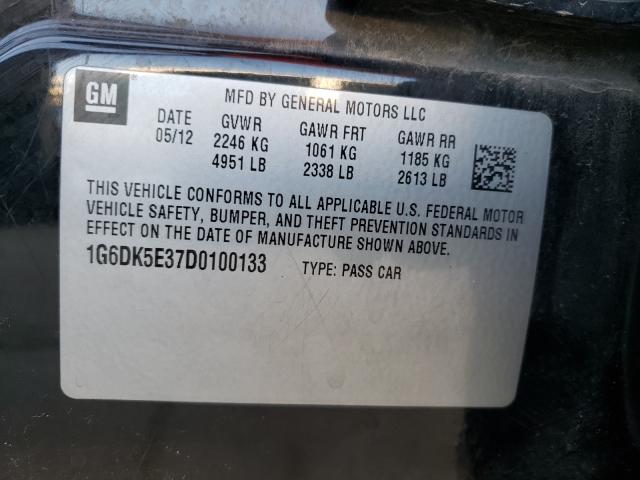 GM
MFD BY GENERAL MOTORS LLC
DATE GVWR GAWR FRT GAWR RR
05/12 2246 KG 1061 KG 1185 KG
4951 LB 2338 LB 2613 LB
THIS VEHICLE CONFORMS TO ALL APPLICABLE U.S. FEDERAL MOTOR
VEHICLE SAFETY, BUMPER, AND THEFT PREVENTION STANDARDS IN
EFFECT ON THE DATE OF MANUFACTURE SHOWN ABOVE.
1G6DK5E37D0100133 TYPE: PASS CAR